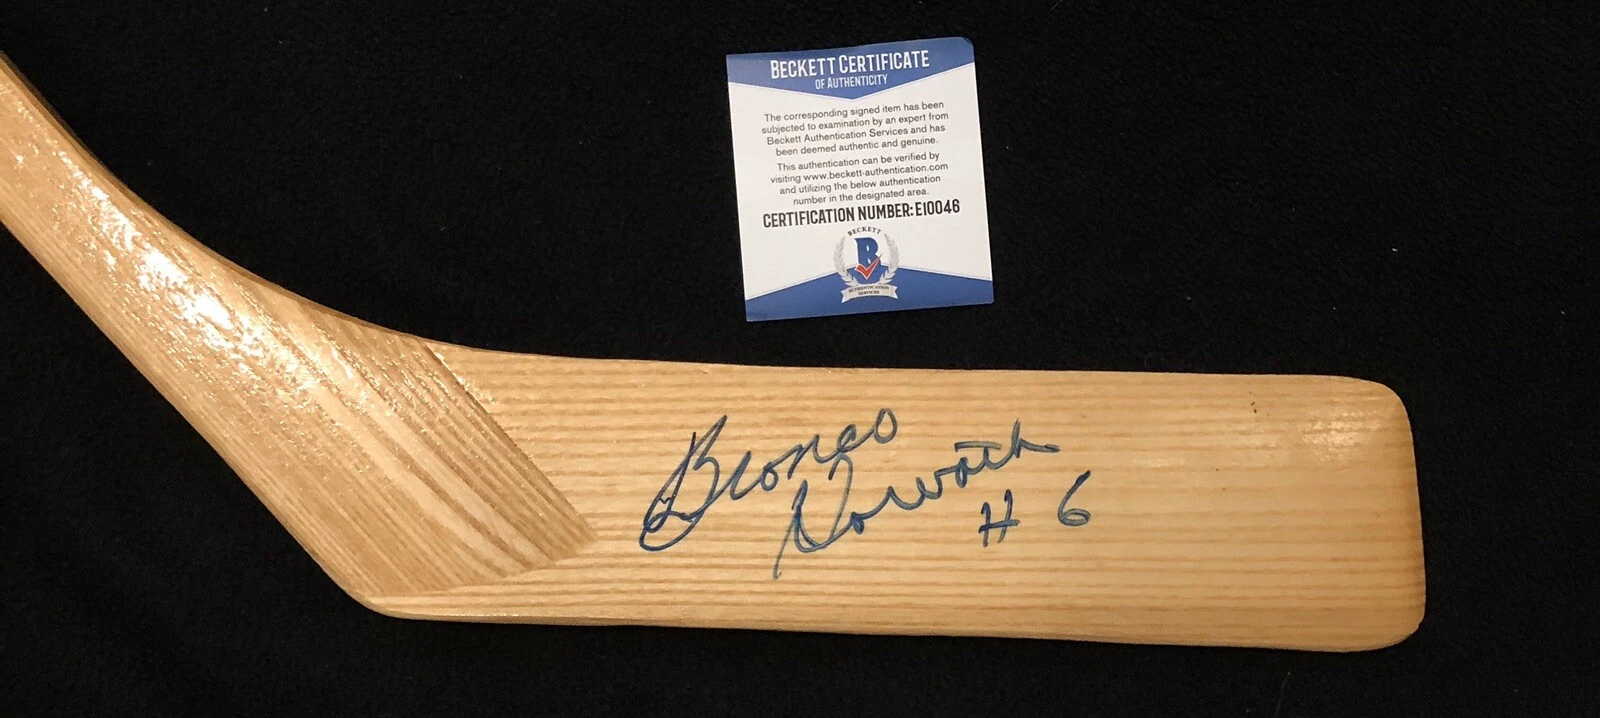 BECKETT CERTIFICATE
OF AUTHENTICITY
The corresponding signed item has been
subjected to examination by an expert from
Beckett Authentication Services and has
been deemed authentic and genuine.
This authentication can be verified by
visiting www.beckett-authentication.com
and utilizing the below authentication
number in the designated area.
CERTIFICATION NUMBER: E10046
BECKETT
B
AUTHENTICATION
SERVICES
Bronco
Horvath
# 6